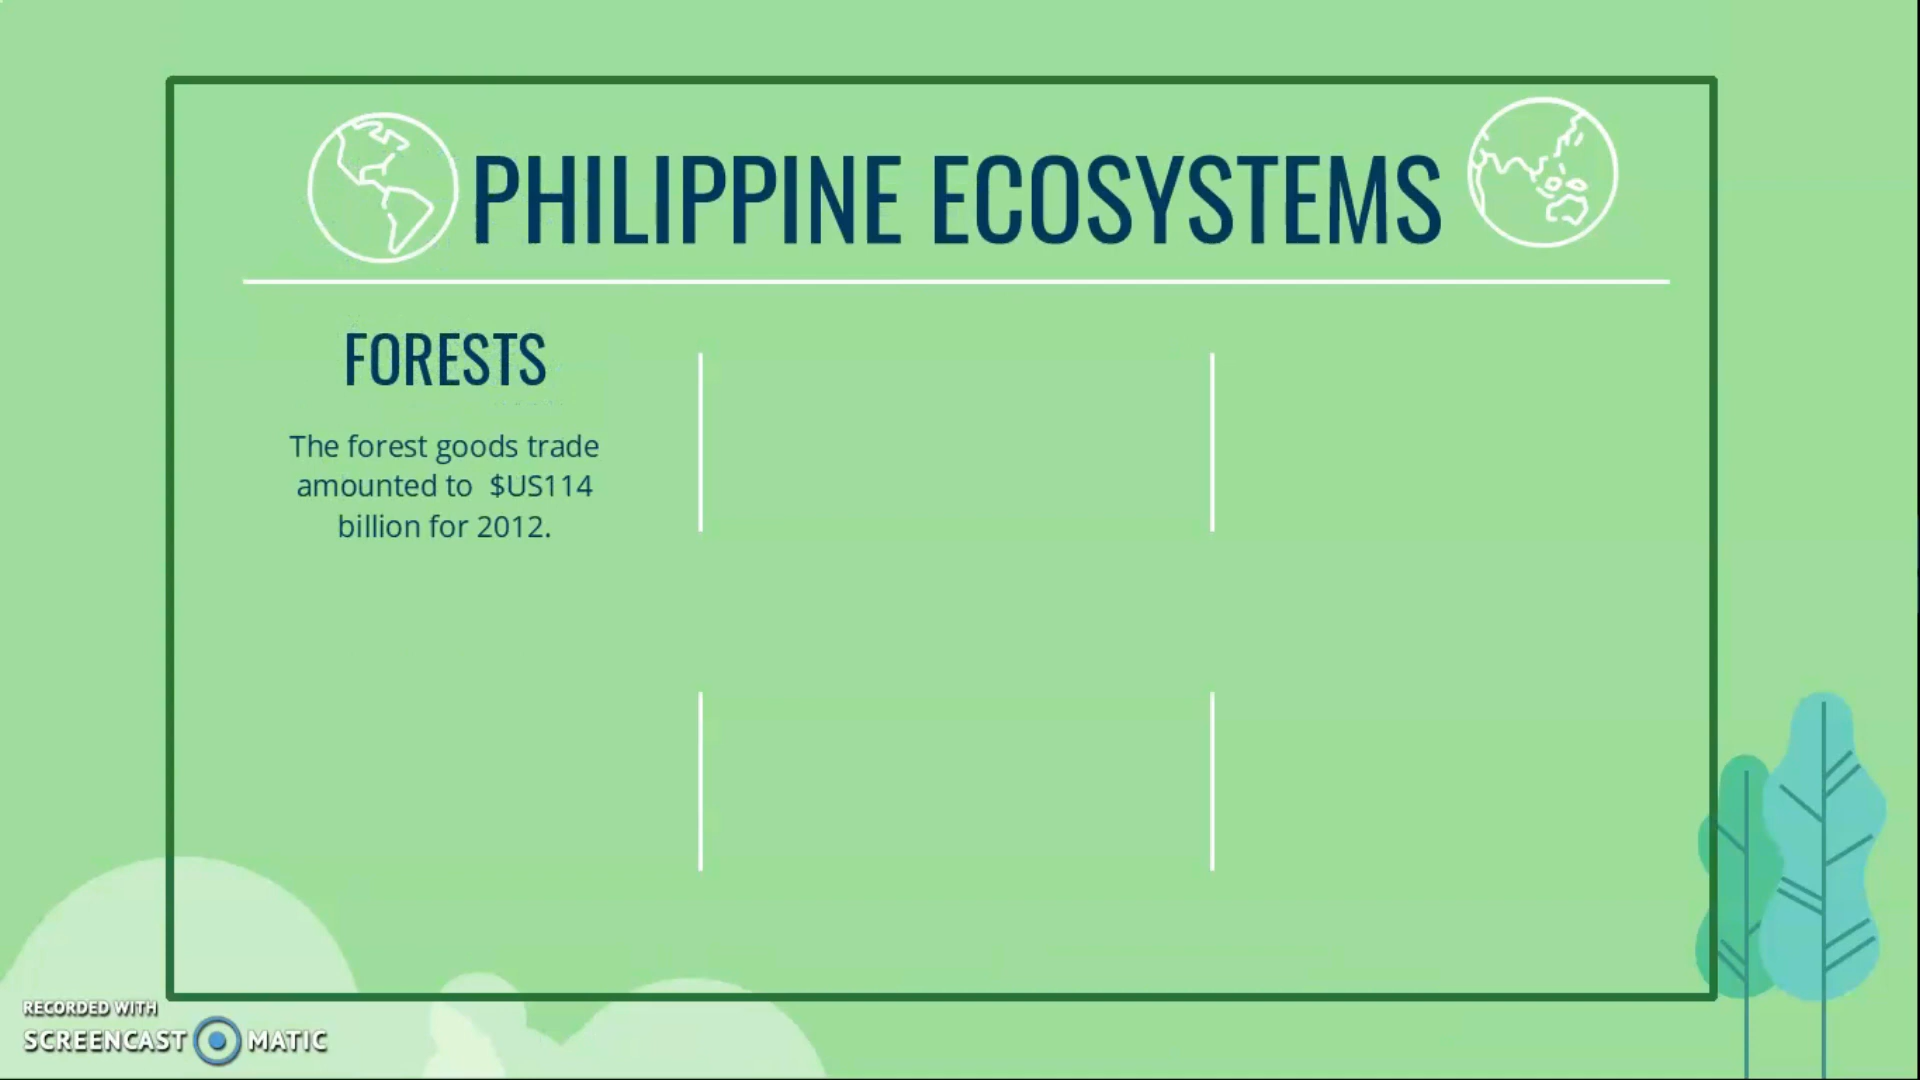 PHILIPPINE ECOSYSTEMS
FORESTS
The forest goods trade
amounted to $US114
billion for 2012.
RECORDED WITH
SCREENCAST MATIC